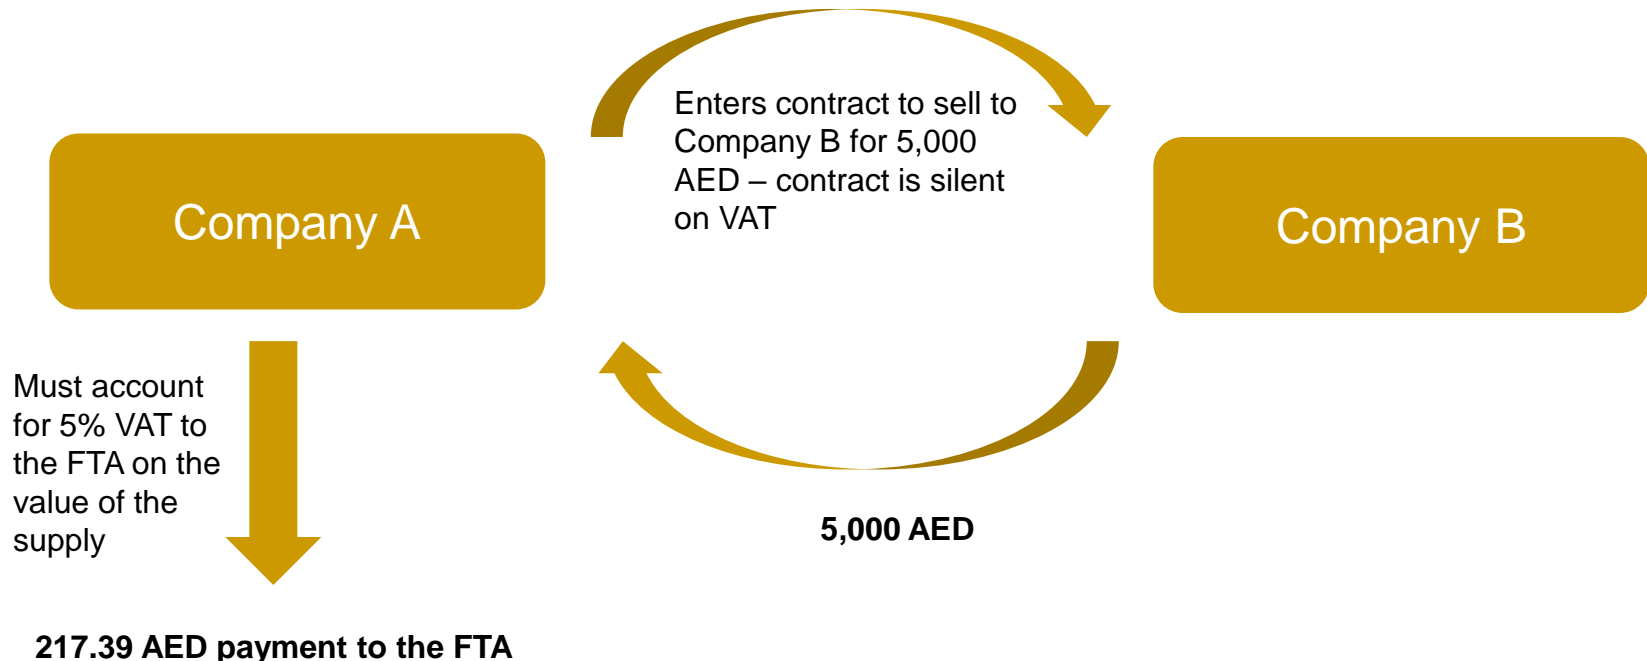 Enters contract to sell to
Company B for 5,000
AED – contract is silent
on VAT
Company A
Company B
Must account
for 5% VAT to
the FTA on the
value of the
supply
5,000 AED
217.39 AED payment to the FTA